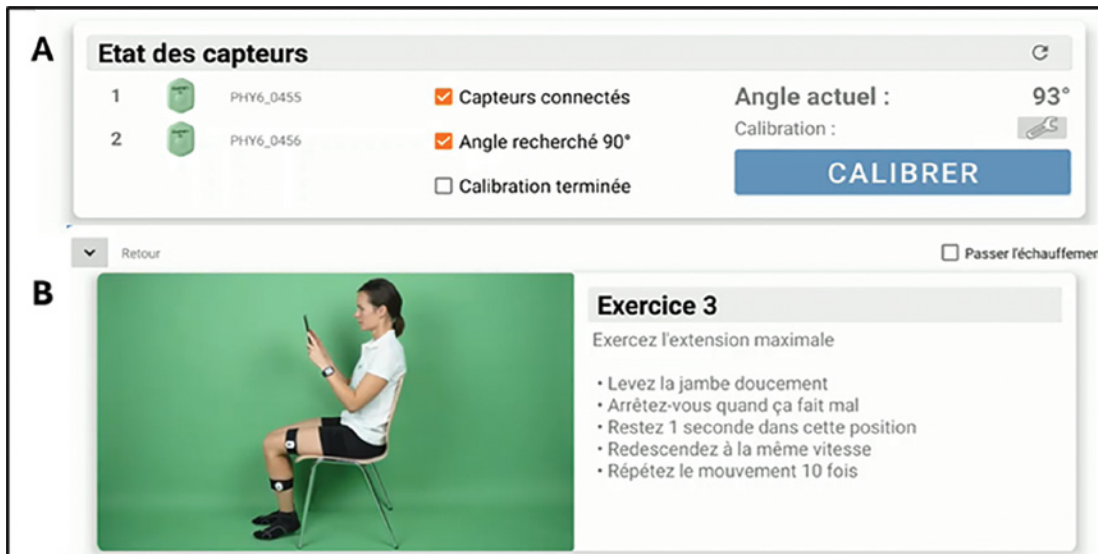 A
Etat des capteurs
1 PHY6_0455 Capteurs connectés Angle actuel : 93°
2 PHY6_0456 Angle recherché 90° Calibration :
Calibration terminée CALIBRER
Retour Passer l'échauffemen
B
Exercice 3
Exercez l'extension maximale
• Levez la jambe doucement
• Arrêtez-vous quand ça fait mal
• Restez 1 seconde dans cette position
• Redescendez à la même vitesse
• Répétez le mouvement 10 fois